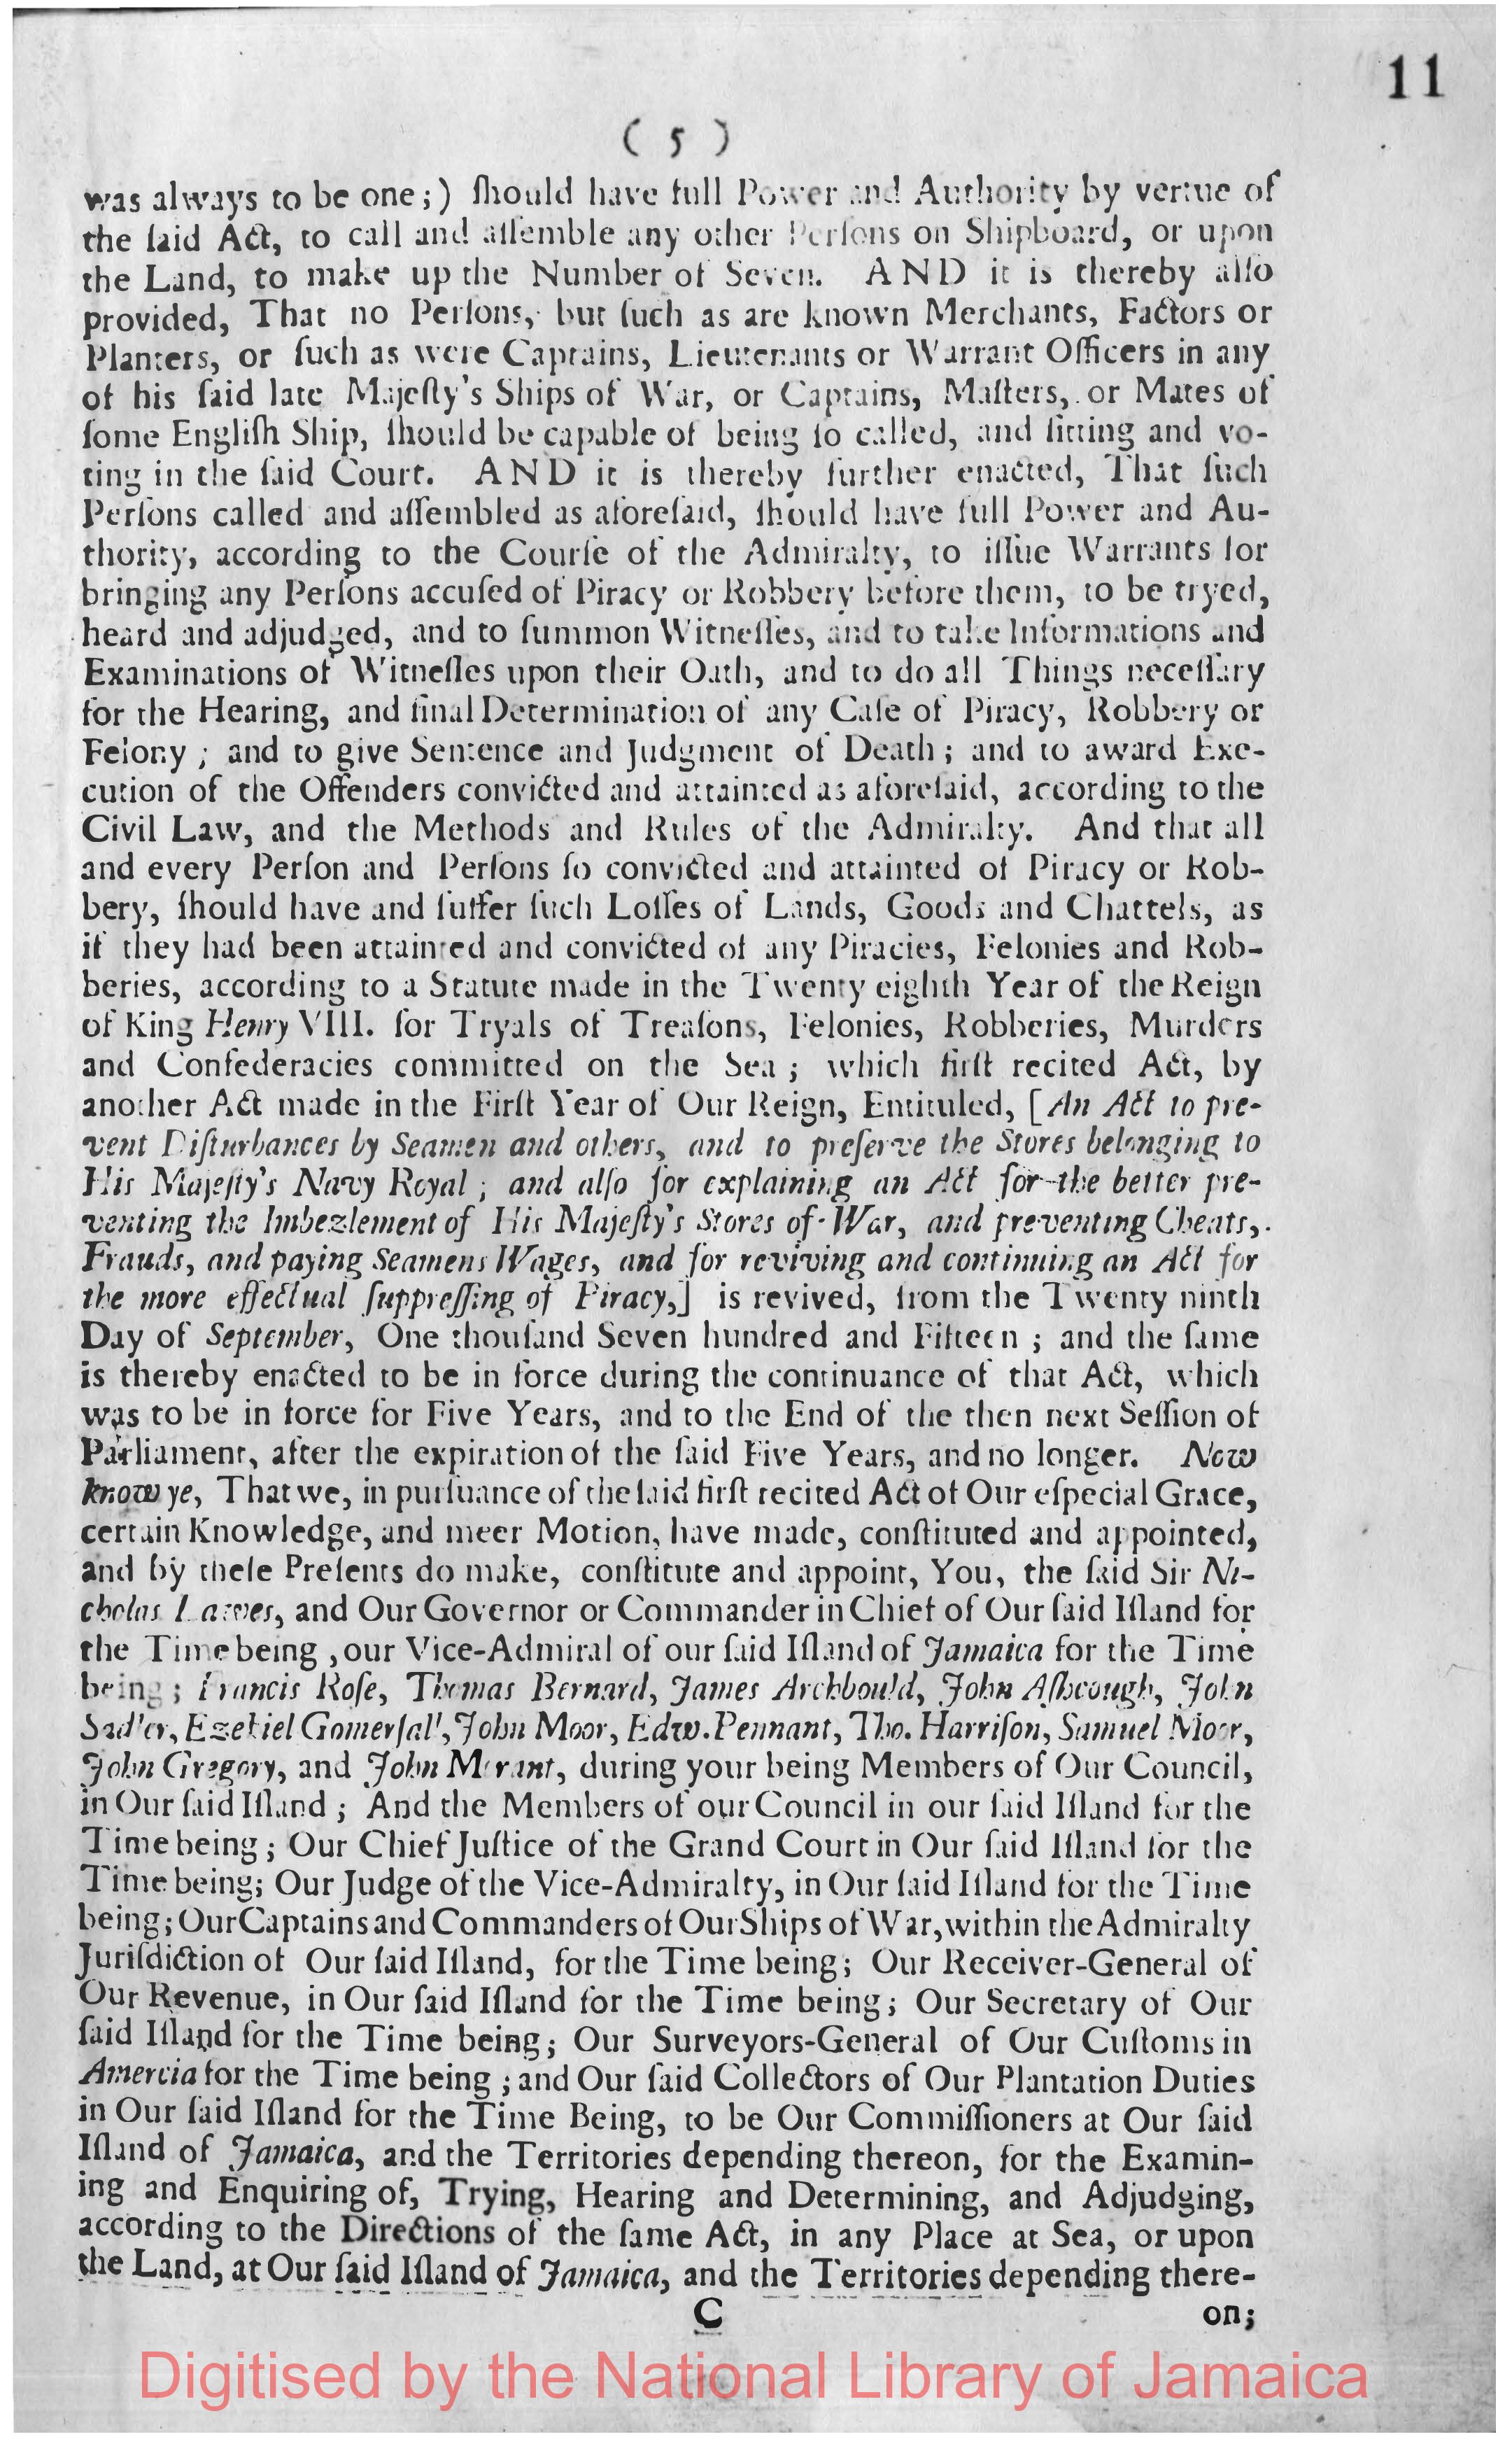 11
( 5 )
was always to be one;) ſhould have full Power and Authority by vertue of
the ſaid Act, to call and aſſemble any other Perſons on Shipboard, or upon
the Land, to make up the Number of Seven. AND it is thereby alſo
provided, That no Perſons, but ſuch as are known Merchants, Factors or
Planters, or ſuch as were Captains, Lieutenants or Warrant Officers in any
of his ſaid late Majeſty's Ships of War, or Captains, Maſters, or Mates of
ſome Engliſh Ship, ſhould be capable of being ſo called, and ſitting and vo-
ting in the ſaid Court. AND it is thereby further enacted, That ſuch
Perſons called and aſſembled as aforeſaid, ſhould have full Power and Au-
thority, according to the Courſe of the Admiralty, to iſſue Warrants for
bringing any Perſons accuſed of Piracy or Robbery before them, to be tryed,
heard and adjudged, and to ſummon Witneſſes, and to take Informations and
Examinations of Witneſſes upon their Oath, and to do all Things neceſſary
for the Hearing, and final Determination of any Caſe of Piracy, Robbery or
Felony ; and to give Sentence and Judgment of Death ; and to award Exe-
cution of the Offenders convicted and attainted as aforeſaid, according to the
Civil Law, and the Methods and Rules of the Admiralty. And that all
and every Perſon and Perſons ſo convicted and attainted of Piracy or Rob-
bery, ſhould have and ſuffer ſuch Loſſes of Lands, Goods and Chattels, as
if they had been attainted and convicted of any Piracies, Felonies and Rob-
beries, according to a Statute made in the Twenty eighth Year of the Reign
of King Henry VIII. for Tryals of Treaſons, Felonies, Robberies, Murders
and Confederacies committed on the Sea ; which firſt recited Act, by
another Act made in the Firſt Year of Our Reign, Entituled, [An Act to pre-
vent Diſturbances by Seamen and others, and to preſerve the Stores belonging to
His Majeſty's Navy Royal ; and alſo for explaining an Act for the better pre-
venting the Imbezlement of His Majeſty's Stores of War, and preventing Cheats,
Frauds, and paying Seamens Wages, and for reviving and continuing an Act for
the more effectual ſuppreſſing of Piracy,] is revived, from the Twenty ninth
Day of September, One thouſand Seven hundred and Fifteen ; and the ſame
is thereby enacted to be in force during the continuance of that Act, which
was to be in force for Five Years, and to the End of the then next Seſſion of
Parliament, after the expiration of the ſaid Five Years, and no longer. Now
know ye, That we, in purſuance of the ſaid firſt recited Act of Our eſpecial Grace,
certain Knowledge, and meer Motion, have made, conſtituted and appointed,
and by theſe Preſents do make, conſtitute and appoint, You, the ſaid Sir Ni-
cholas Lawes, and Our Governor or Commander in Chief of Our ſaid Iſland for
the Time being , our Vice-Admiral of our ſaid Iſland of Jamaica for the Time
being ; Francis Roſe, Thomas Bernard, James Archbould, John Aſhcough, John
Sadler, Ezekiel Gomerſall, John Moor, Edw. Pennant, Tho. Harriſon, Samuel Moor,
John Gregory, and John , during your being Members of Our Council,
in Our ſaid Iſland ; And the Members of our Council in our ſaid Iſland for the
Time being ; Our Chief Juſtice of the Grand Court in Our ſaid Iſland for the
Time being; Our Judge of the Vice-Admiralty, in Our ſaid Iſland for the Time
being; Our Captains and Commanders of Our Ships of War, within the Admiralty
Juriſdiction of Our ſaid Iſland, for the Time being; Our Receiver-General of
Our Revenue, in Our ſaid Iſland for the Time being; Our Secretary of Our
ſaid Iſland for the Time being; Our Surveyors-General of Our Cuſtoms in
Amercia for the Time being ; and Our ſaid Collectors of Our Plantation Duties
in Our ſaid Iſland for the Time Being, to be Our Commiſſioners at Our ſaid
Iſland of Jamaica, and the Territories depending thereon, for the Examin-
ing and Enquiring of, Trying, Hearing and Determining, and Adjudging,
according to the Directions of the ſame Act, in any Place at Sea, or upon
the Land, at Our ſaid Iſland of Jamaica, and the Territories depending there-
C on;
Digitised by the National Library of Jamaica